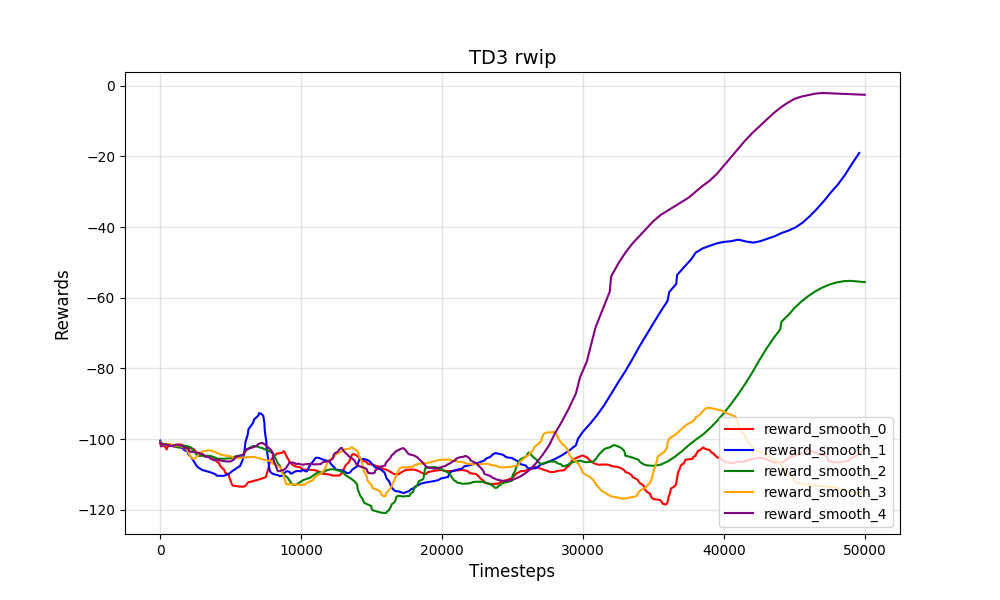 TD3 rwip
Rewards
0
−20
−40
−60
−80
−100
−120
reward_smooth_0
reward_smooth_1
reward_smooth_2
reward_smooth_3
reward_smooth_4
0 10000 20000 30000 40000 50000
Timesteps